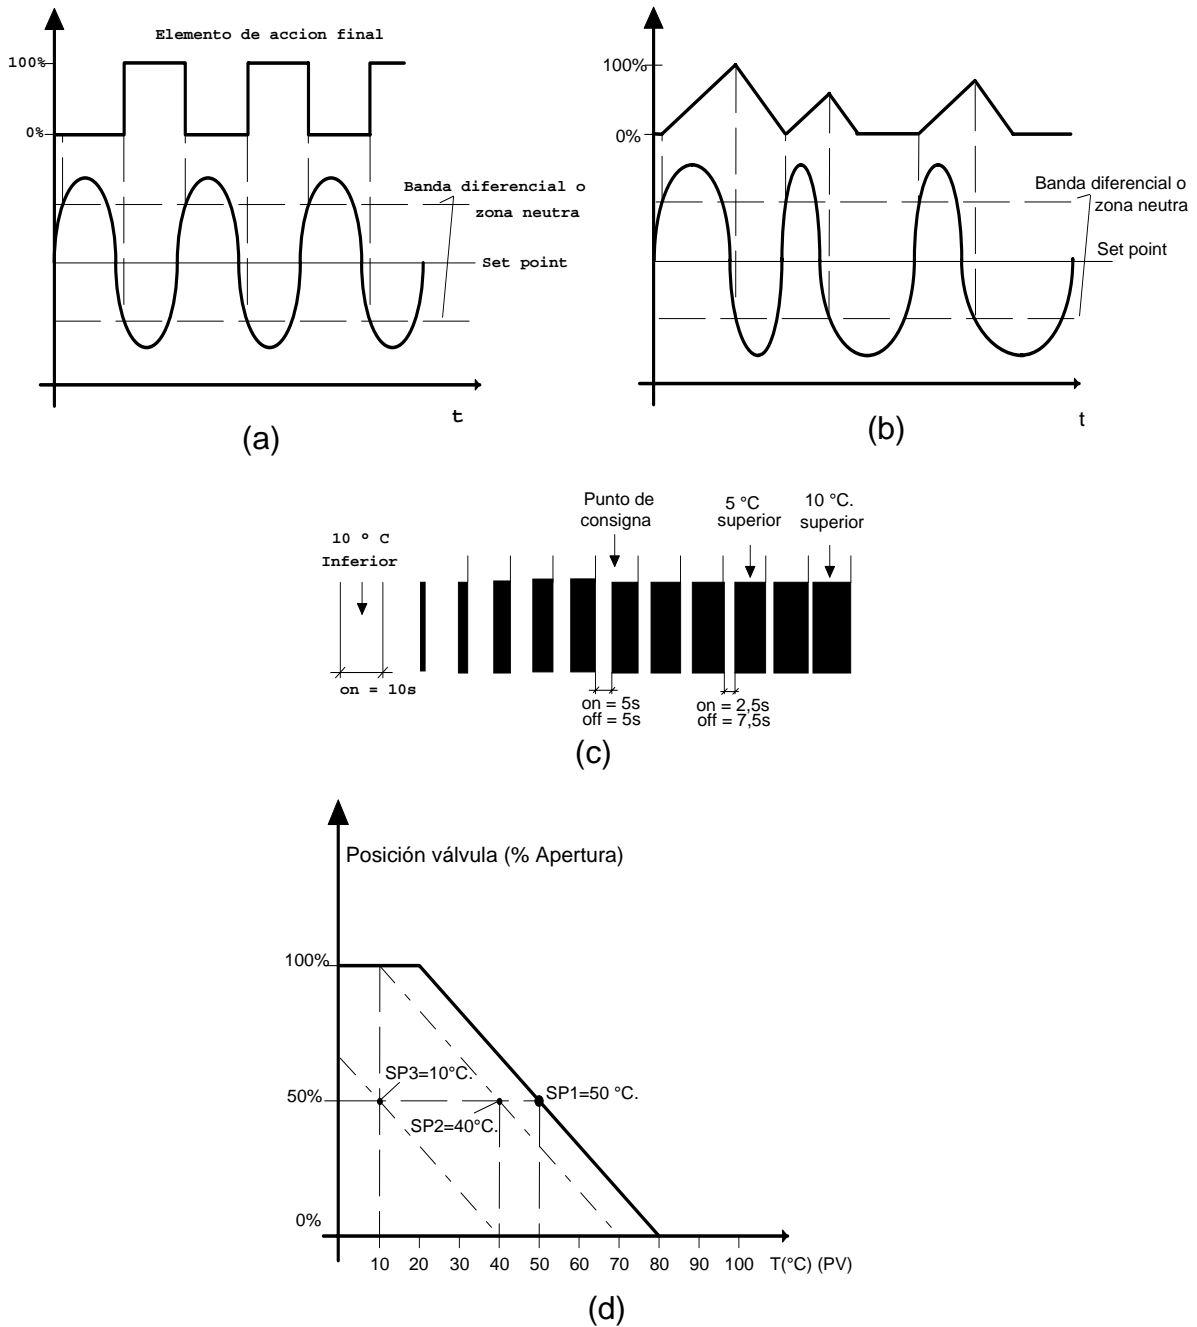 Elemento de accion final
100%
0%
Banda diferencial o
zona neutra
Set point
t
(a)
100%
0%
Banda diferencial o
zona neutra
Set point
t
(b)
10 º C
Inferior
Punto de
consigna
5 °C
superior
10 °C.
superior
on = 10s
on = 5s
off = 5s
on = 2,5s
off = 7,5s
(c)
Posición válvula (% Apertura)
100%
50%
0%
SP3=10°C.
SP2=40°C.
SP1=50 °C.
10 20 30 40 50 60 70 80 90 100 T(°C) (PV)
(d)